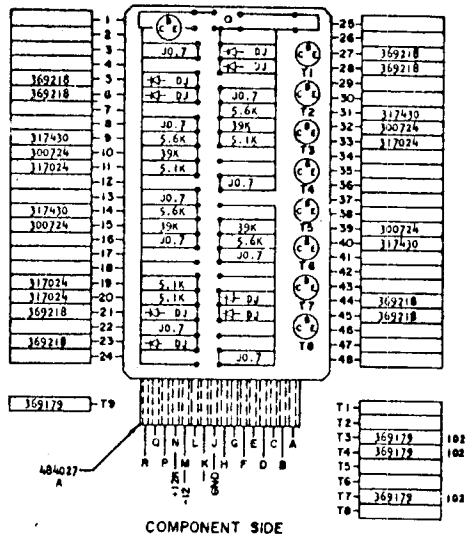 1
2
3 J0.7
4
369218 5 DJ
369218 6 DJ
7
8 J0.7
317430 9 5.6K
300724 10 39K
317024 11 5.1K
12
13 J0.7
317430 14 5.6K
300724 15 39K
16 J0.7
17
18
317024 19 5.1K
317024 20 5.1K
369218 21 DJ
22 J0.7
369218 23 DJ
24
B
C E
Q
25
26
DJ 27 369218
DJ 28 369218
29
J0.7 30
5.6K 31 317430
39K 32 300724
5.1K 33 317024
34
35
J0.7 36
37
38
39K 39 300724
5.6K 40 317430
J0.7 41
42
43
DJ 44 369218
DJ 45 369218
46
47
J0.7 48
B
C E
T1
B
C E
T2
B
C E
T3
B
C E
T4
B
C E
T5
B
C E
T6
B
C E
T7
B
C E
T8
369179 T9
484027
A
R Q P N M L K J H G F E D C B A
+12M
-12
GND
T1
T2
T3 369179 102
T4 369179 102
T5
T6
T7 369179 102
T8
COMPONENT SIDE